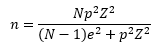 n = Np²Z² / ((N − 1)e² + p²Z²)